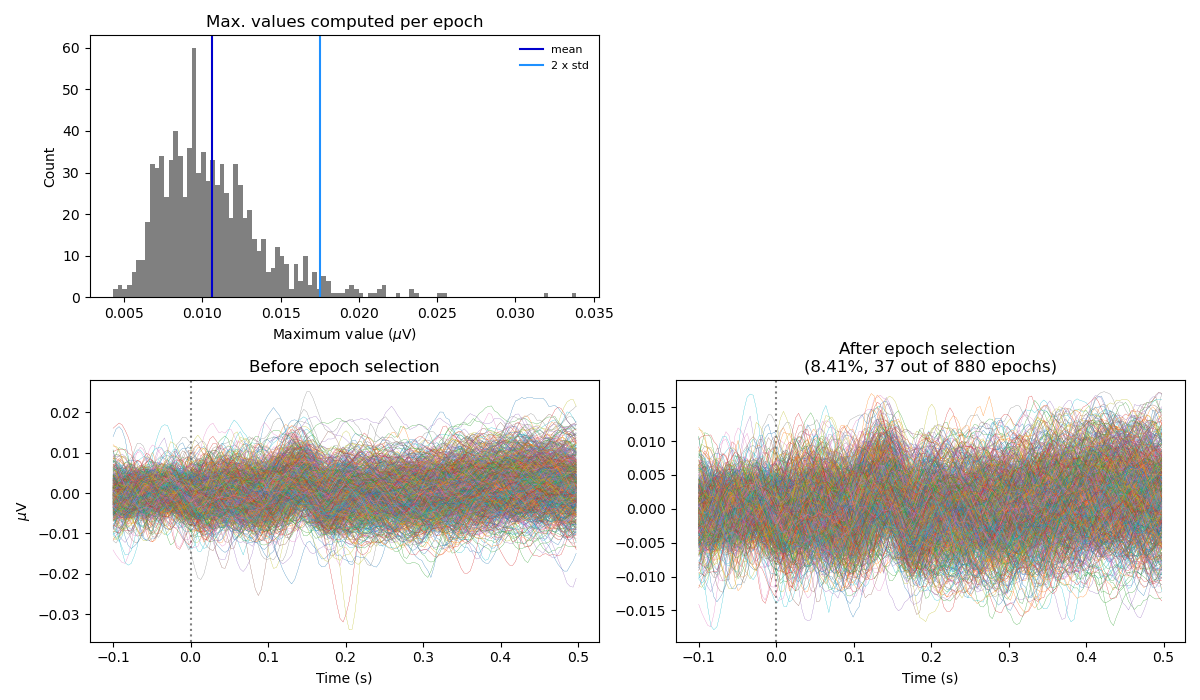 Max. values computed per epoch
60
50
40
30
20
10
0
Count
mean
2 x std
0.005 0.010 0.015 0.020 0.025 0.030 0.035
Maximum value (μV)
Before epoch selection
0.02
0.01
0.00
−0.01
−0.02
−0.03
μV
−0.1 0.0 0.1 0.2 0.3 0.4 0.5
Time (s)
After epoch selection
(8.41%, 37 out of 880 epochs)
0.015
0.010
0.005
0.000
−0.005
−0.010
−0.015
−0.1 0.0 0.1 0.2 0.3 0.4 0.5
Time (s)